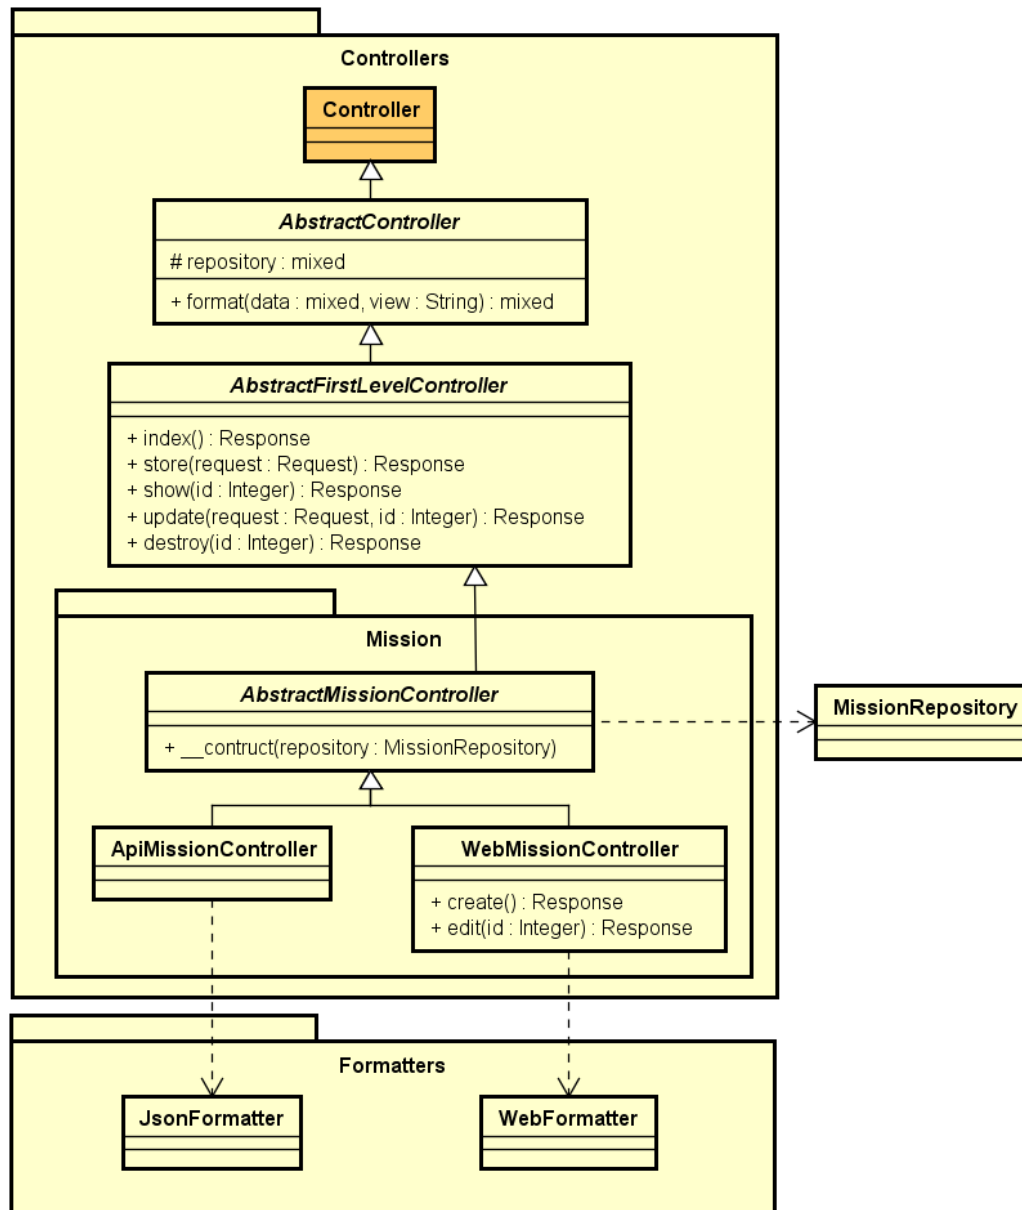 Controllers
Controller
AbstractController
# repository : mixed
+ format(data : mixed, view : String) : mixed
AbstractFirstLevelController
+ index() : Response
+ store(request : Request) : Response
+ show(id : Integer) : Response
+ update(request : Request, id : Integer) : Response
+ destroy(id : Integer) : Response
Mission
AbstractMissionController
+ __contruct(repository : MissionRepository)
MissionRepository
ApiMissionController
WebMissionController
+ create() : Response
+ edit(id : Integer) : Response
Formatters
JsonFormatter
WebFormatter